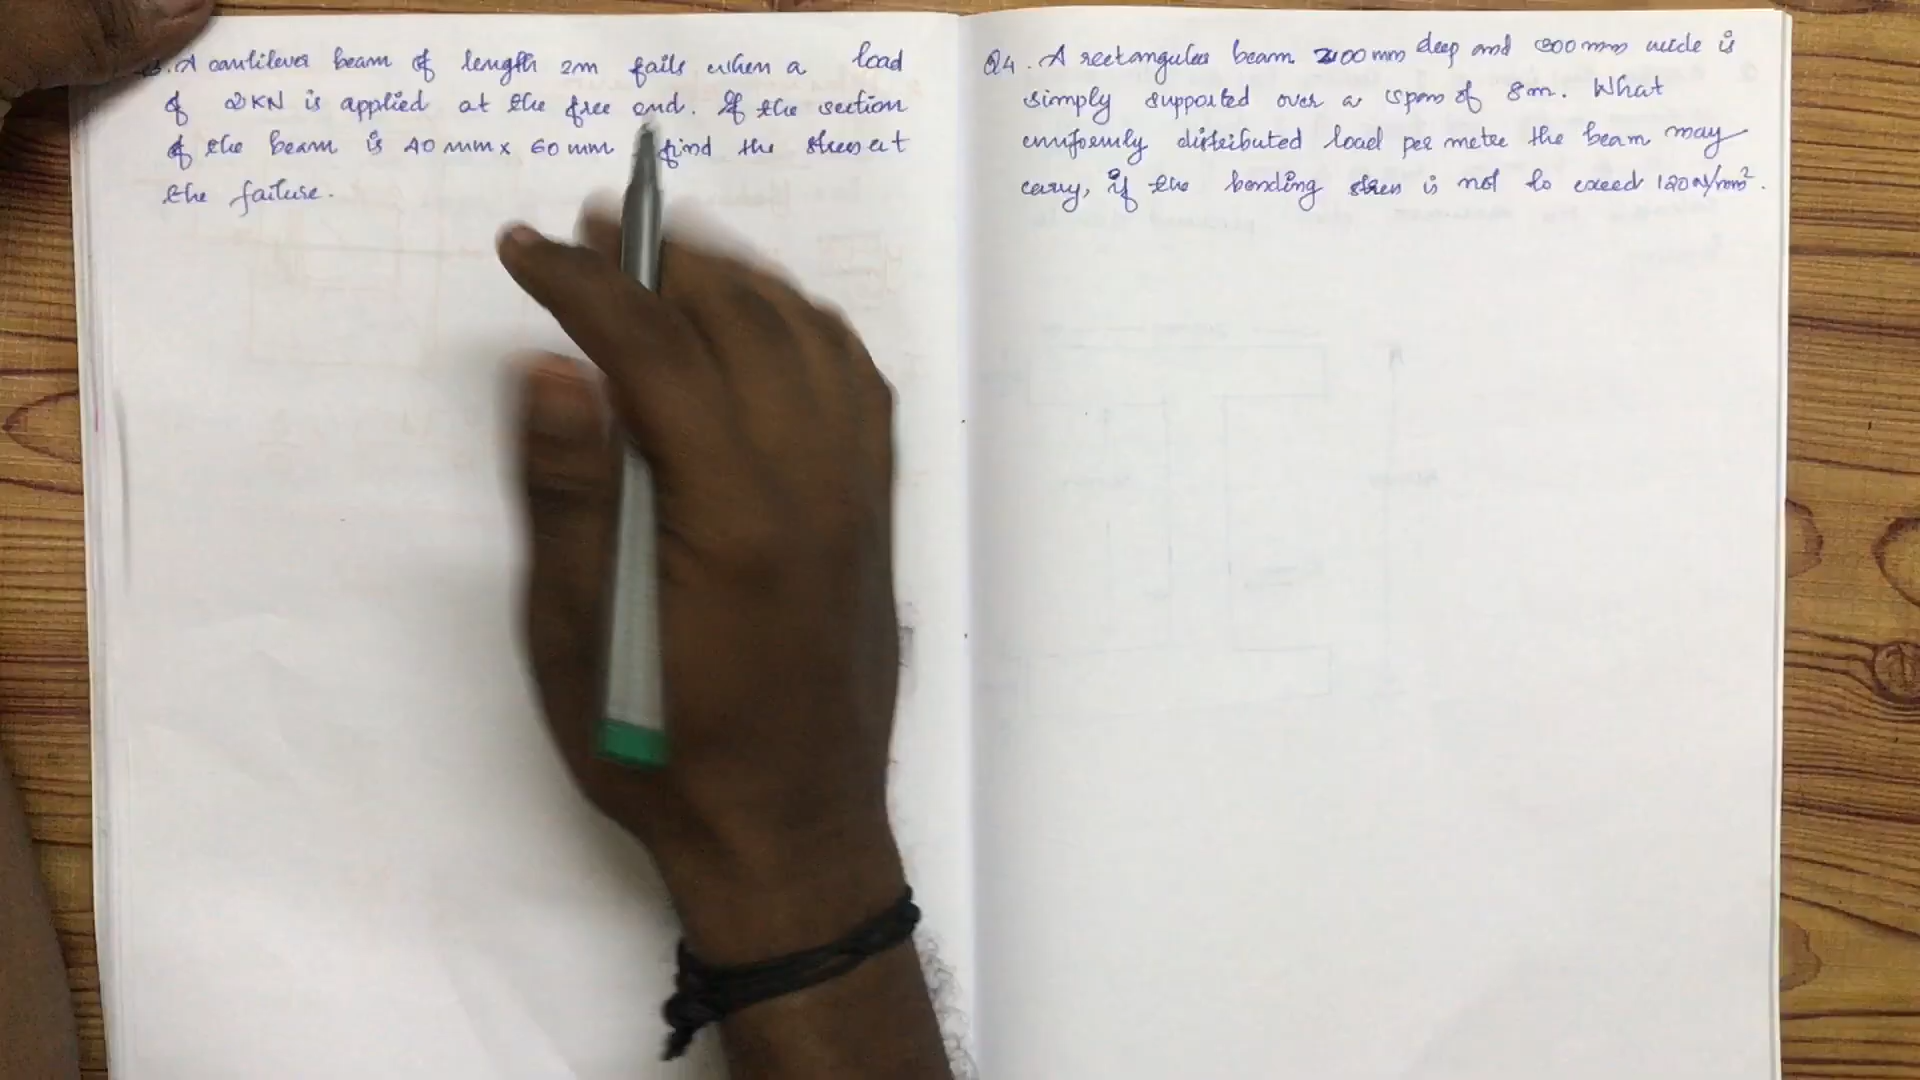 3. A cantilever beam of length 2m fails when a load
of 2KN is applied at the free end. If the section
of the beam is 40 mm x 60 mm find the stress at
the failure.
Q4. A rectangular beam 200 mm deep and 300 mm wide is
simply supported over a span of 8m. What
uniformly distributed load per metre the beam may
carry, if the bending stress is not to exceed 120 N/mm².